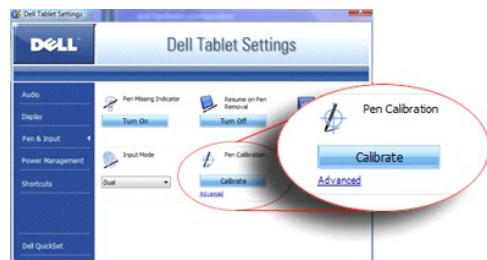 Dell Tablet Settings
DELL
Dell Tablet Settings
Audio
Display
Pen & Input
Power Management
Shortcuts
Dell QuickSet
Pen Missing Indicator
Turn On
Resume on Pen
Removal
Turn Off
Input Mode
Dual
Pen Calibration
Calibrate
Advanced
Pen Calibration
Calibrate
Advanced